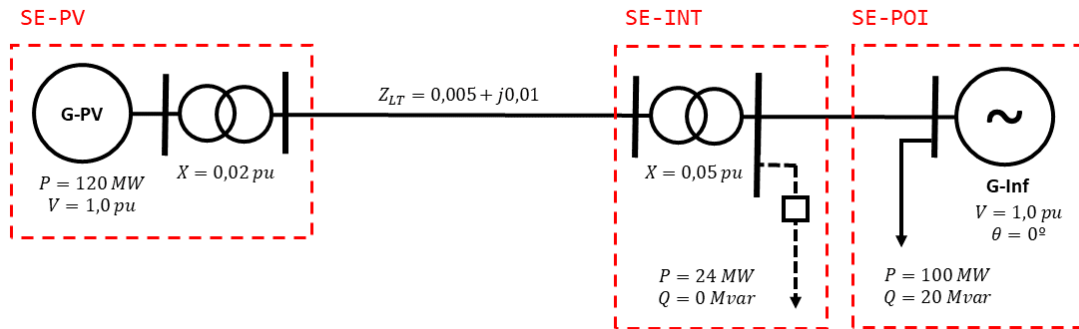 SE-PV
SE-INT
SE-POI
G-PV
Z_LT = 0,005 + j0,01
~
P = 120 MW
V = 1,0 pu
X = 0,02 pu
X = 0,05 pu
G-Inf
V = 1,0 pu
θ = 0º
P = 24 MW
Q = 0 Mvar
P = 100 MW
Q = 20 Mvar